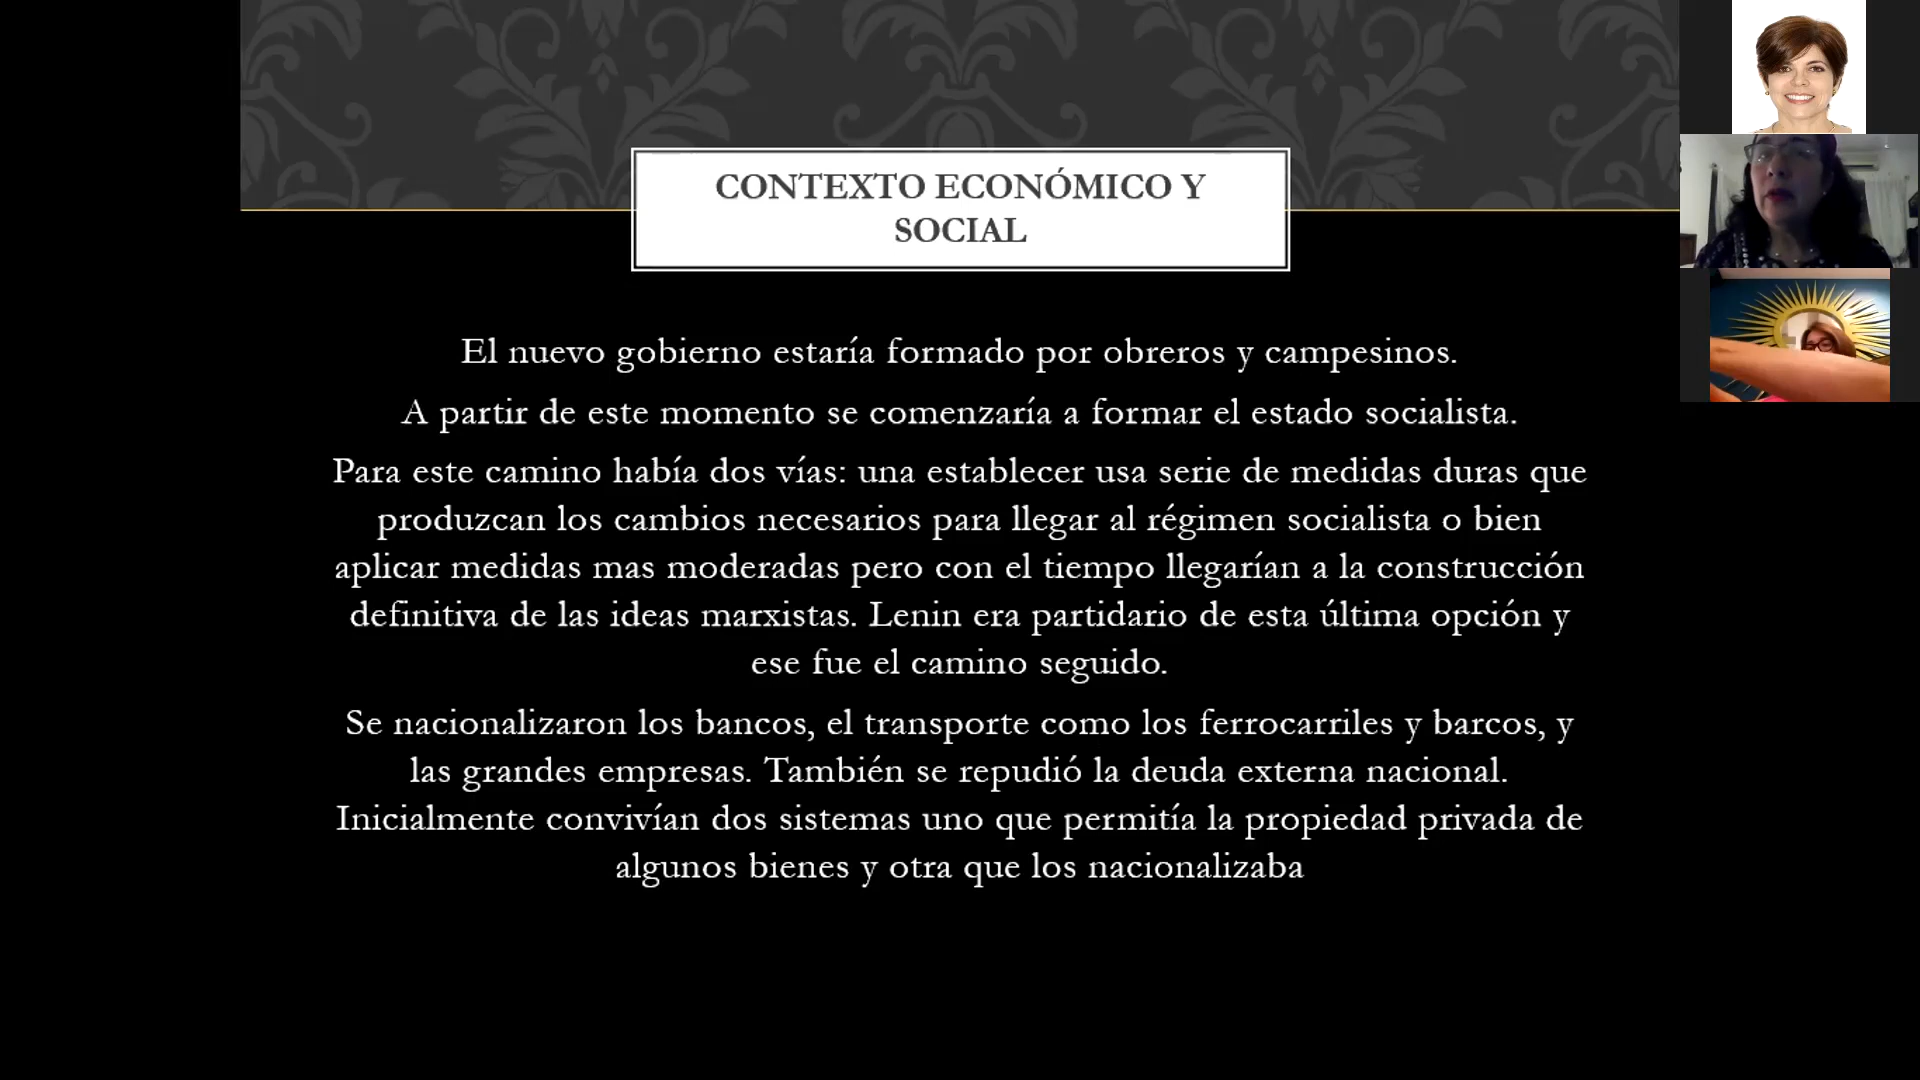 CONTEXTO ECONÓMICO Y
SOCIAL
El nuevo gobierno estaría formado por obreros y campesinos.
A partir de este momento se comenzaría a formar el estado socialista.
Para este camino había dos vías: una establecer usa serie de medidas duras que
produzcan los cambios necesarios para llegar al régimen socialista o bien
aplicar medidas mas moderadas pero con el tiempo llegarían a la construcción
definitiva de las ideas marxistas. Lenin era partidario de esta última opción y
ese fue el camino seguido.
Se nacionalizaron los bancos, el transporte como los ferrocarriles y barcos, y
las grandes empresas. También se repudió la deuda externa nacional.
Inicialmente convivían dos sistemas uno que permitía la propiedad privada de
algunos bienes y otra que los nacionalizaba